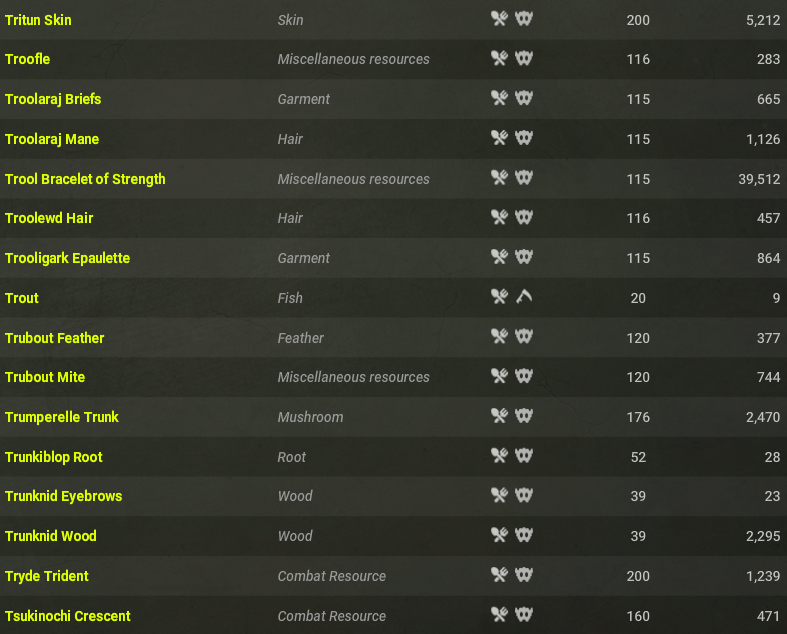 Tritun Skin Skin 200 5,212
Troofle Miscellaneous resources 116 283
Troolaraj Briefs Garment 115 665
Troolaraj Mane Hair 115 1,126
Trool Bracelet of Strength Miscellaneous resources 115 39,512
Troolewd Hair Hair 116 457
Trooligark Epaulette Garment 115 864
Trout Fish 20 9
Trubout Feather Feather 120 377
Trubout Mite Miscellaneous resources 120 744
Trumperelle Trunk Mushroom 176 2,470
Trunkiblop Root Root 52 28
Trunknid Eyebrows Wood 39 23
Trunknid Wood Wood 39 2,295
Tryde Trident Combat Resource 200 1,239
Tsukinochi Crescent Combat Resource 160 471